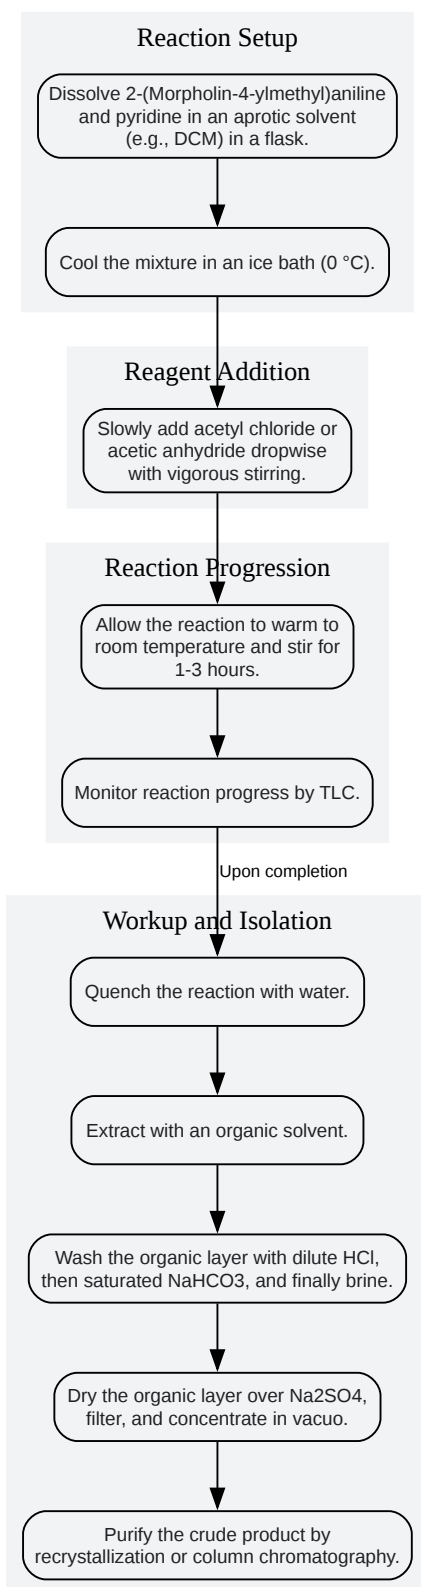 Reaction Setup
Dissolve 2-(Morpholin-4-ylmethyl)aniline
and pyridine in an aprotic solvent
(e.g., DCM) in a flask.
Cool the mixture in an ice bath (0 °C).
Reagent Addition
Slowly add acetyl chloride or
acetic anhydride dropwise
with vigorous stirring.
Reaction Progression
Allow the reaction to warm to
room temperature and stir for
1-3 hours.
Monitor reaction progress by TLC.
Upon completion
Workup and Isolation
Quench the reaction with water.
Extract with an organic solvent.
Wash the organic layer with dilute HCl,
then saturated NaHCO3, and finally brine.
Dry the organic layer over Na2SO4,
filter, and concentrate in vacuo.
Purify the crude product by
recrystallization or column chromatography.